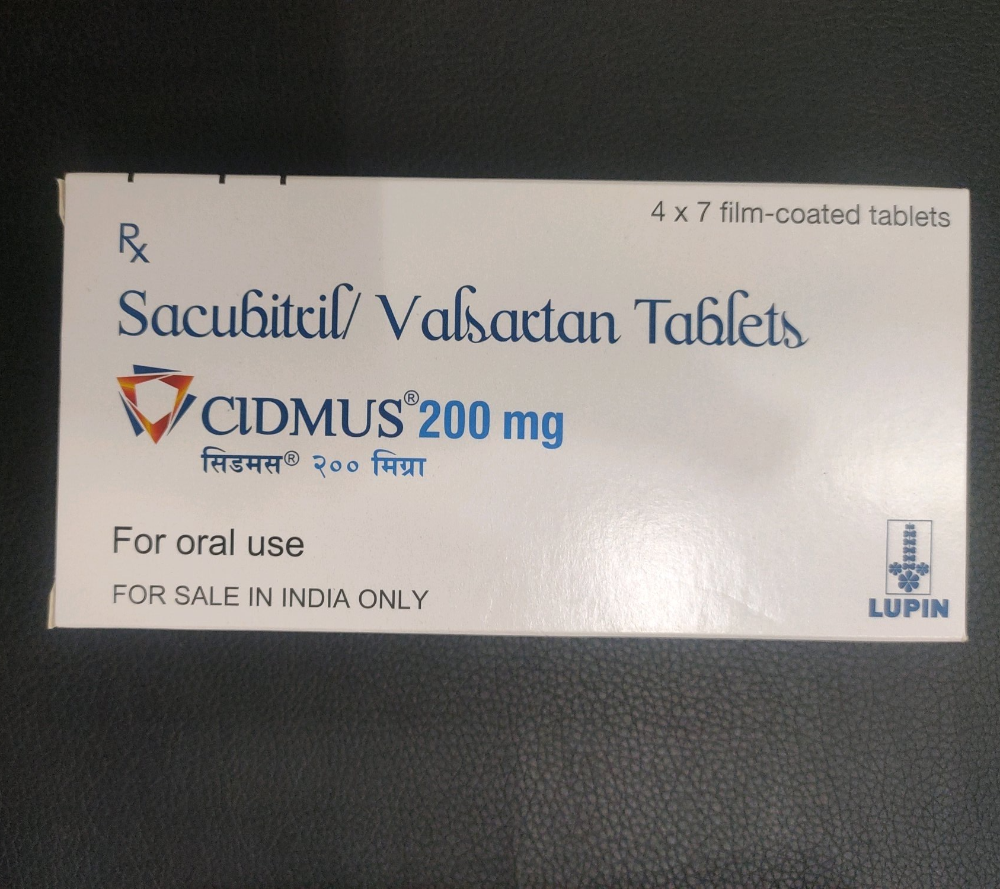 4 x 7 film-coated tablets
Rx
Sacubitril/ Valsartan Tablets
CIDMUS® 200 mg
सिडमस® २०० मिग्रा
For oral use
FOR SALE IN INDIA ONLY
LUPIN